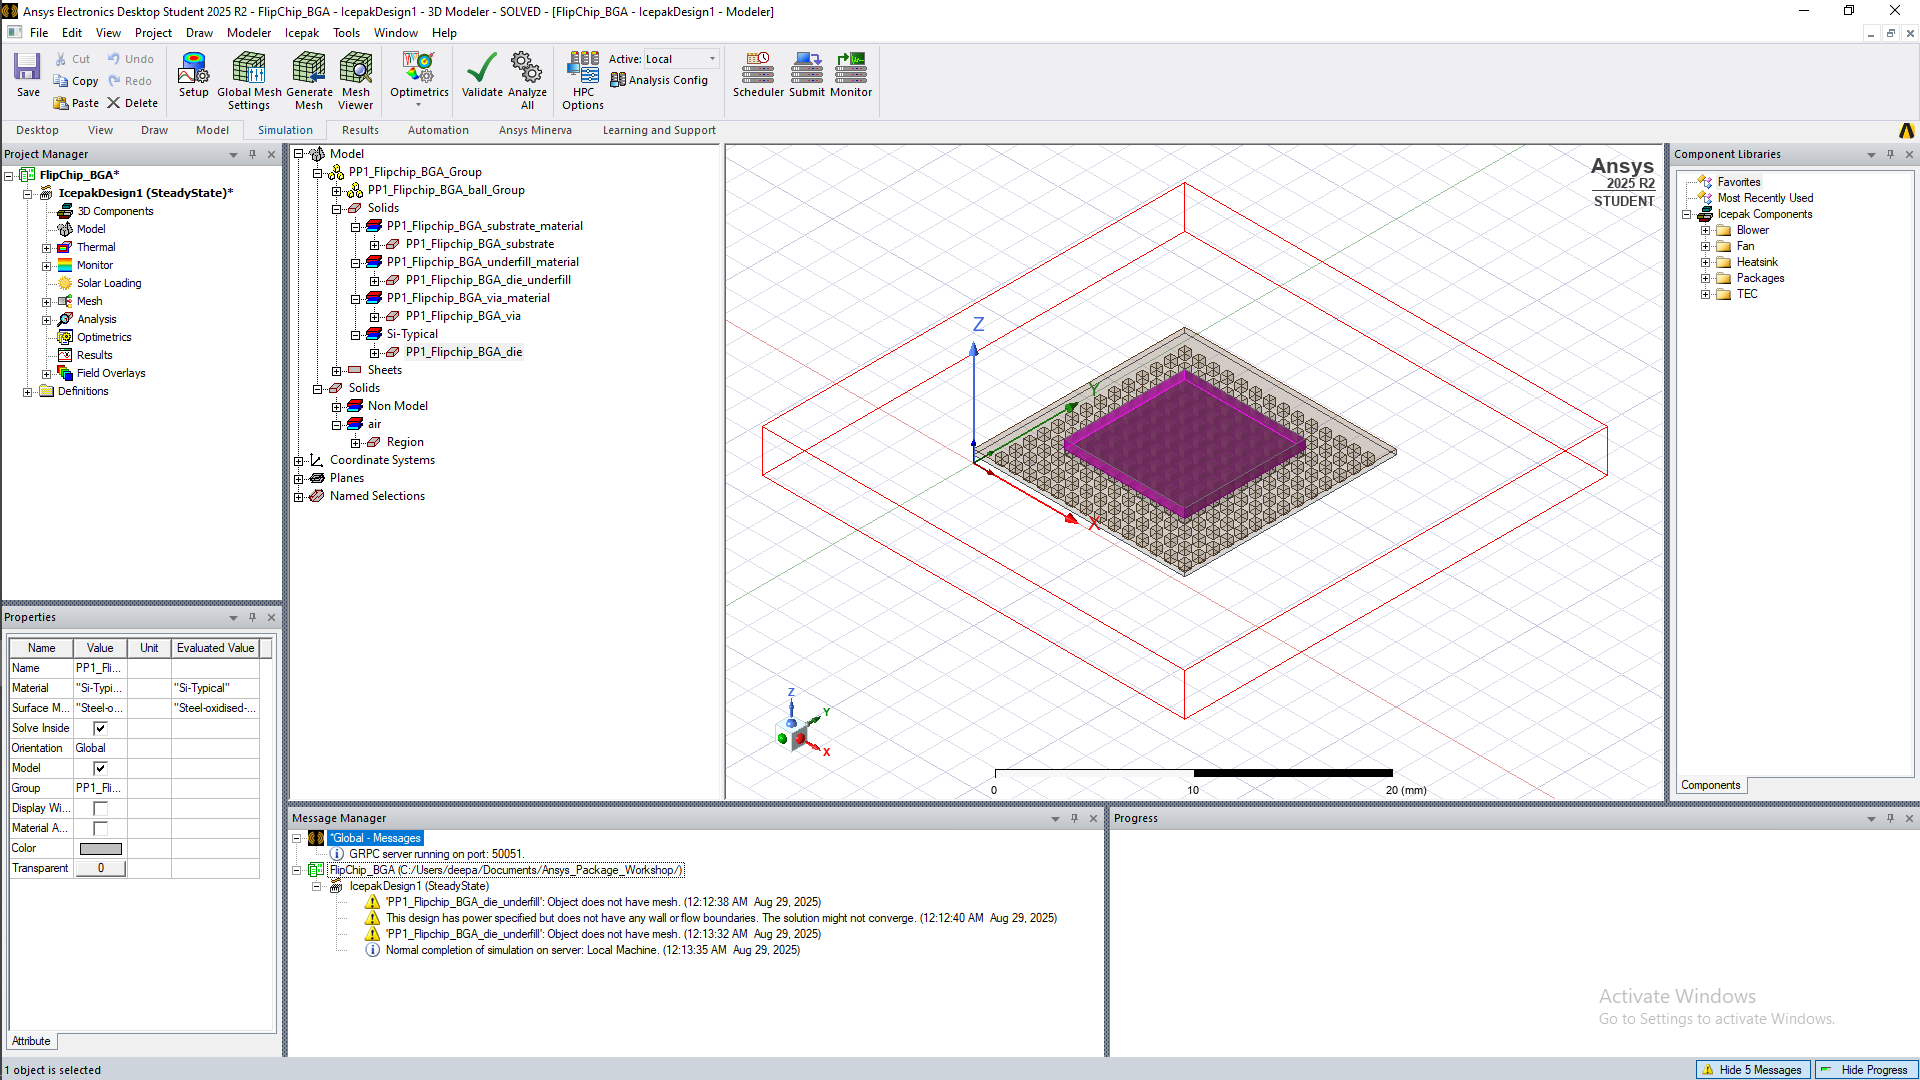 Ansys Electronics Desktop Student 2025 R2 - FlipChip_BGA - IcepakDesign1 - 3D Modeler - SOLVED - [FlipChip_BGA - IcepakDesign1 - Modeler]
File Edit View Project Draw Modeler Icepak Tools Window Help
Save
Cut
Copy
Paste
Undo
Redo
Delete
Setup
Global Mesh Settings
Generate Mesh
Mesh Viewer
Optimetrics
Validate
Analyze All
HPC Options
Active: Local
Analysis Config
Scheduler
Submit
Monitor
Desktop View Draw Model Simulation Results Automation Ansys Minerva Learning and Support
Project Manager
FlipChip_BGA*
IcepakDesign1 (SteadyState)*
3D Components
Model
Thermal
Monitor
Solar Loading
Mesh
Analysis
Optimetrics
Results
Field Overlays
Definitions
Properties
Name Value Unit Evaluated Value
Name PP1_Fli...
Material "Si-Typi... "Si-Typical"
Surface M... "Steel-o... "Steel-oxidised-...
Solve Inside
Orientation Global
Model
Group PP1_Fli...
Display Wi...
Material A...
Color
Transparent 0
Attribute
Model
PP1_Flipchip_BGA_Group
PP1_Flipchip_BGA_ball_Group
Solids
PP1_Flipchip_BGA_substrate_material
PP1_Flipchip_BGA_substrate
PP1_Flipchip_BGA_underfill_material
PP1_Flipchip_BGA_die_underfill
PP1_Flipchip_BGA_via_material
PP1_Flipchip_BGA_via
Si-Typical
PP1_Flipchip_BGA_die
Sheets
Solids
Non Model
air
Region
Coordinate Systems
Planes
Named Selections
Ansys
2025 R2
STUDENT
Z
Y
X
Z
Y
X
0 10 20 (mm)
Component Libraries
Favorites
Most Recently Used
Icepak Components
Blower
Fan
Heatsink
Packages
TEC
Components
Message Manager
*Global - Messages
GRPC server running on port: 50051.
FlipChip_BGA (C:/Users/deepa/Documents/Ansys_Package_Workshop/)
IcepakDesign1 (SteadyState)
'PP1_Flipchip_BGA_die_underfill': Object does not have mesh. (12:12:38 AM  Aug 29, 2025)
This design has power specified but does not have any wall or flow boundaries. The solution might not converge. (12:12:40 AM  Aug 29, 2025)
'PP1_Flipchip_BGA_die_underfill': Object does not have mesh. (12:13:32 AM  Aug 29, 2025)
Normal completion of simulation on server: Local Machine. (12:13:35 AM  Aug 29, 2025)
Progress
Activate Windows
Go to Settings to activate Windows.
1 object is selected
Hide 5 Messages
Hide Progress